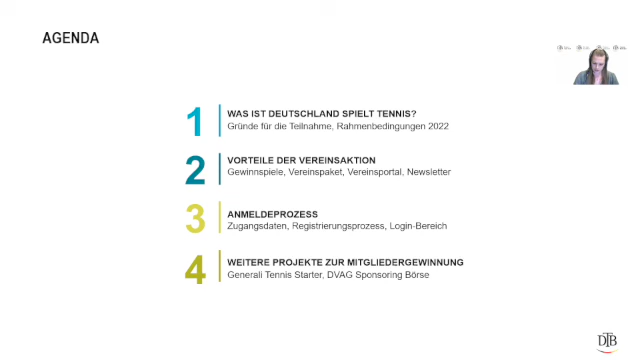 AGENDA
1
WAS IST DEUTSCHLAND SPIELT TENNIS?
Gründe für die Teilnahme, Rahmenbedingungen 2022
2
VORTEILE DER VEREINSAKTION
Gewinnspiele, Vereinspaket, Vereinsportal, Newsletter
3
ANMELDEPROZESS
Zugangsdaten, Registrierungsprozess, Login-Bereich
4
WEITERE PROJEKTE ZUR MITGLIEDERGEWINNUNG
Generali Tennis Starter, DVAG Sponsoring Börse
DTB